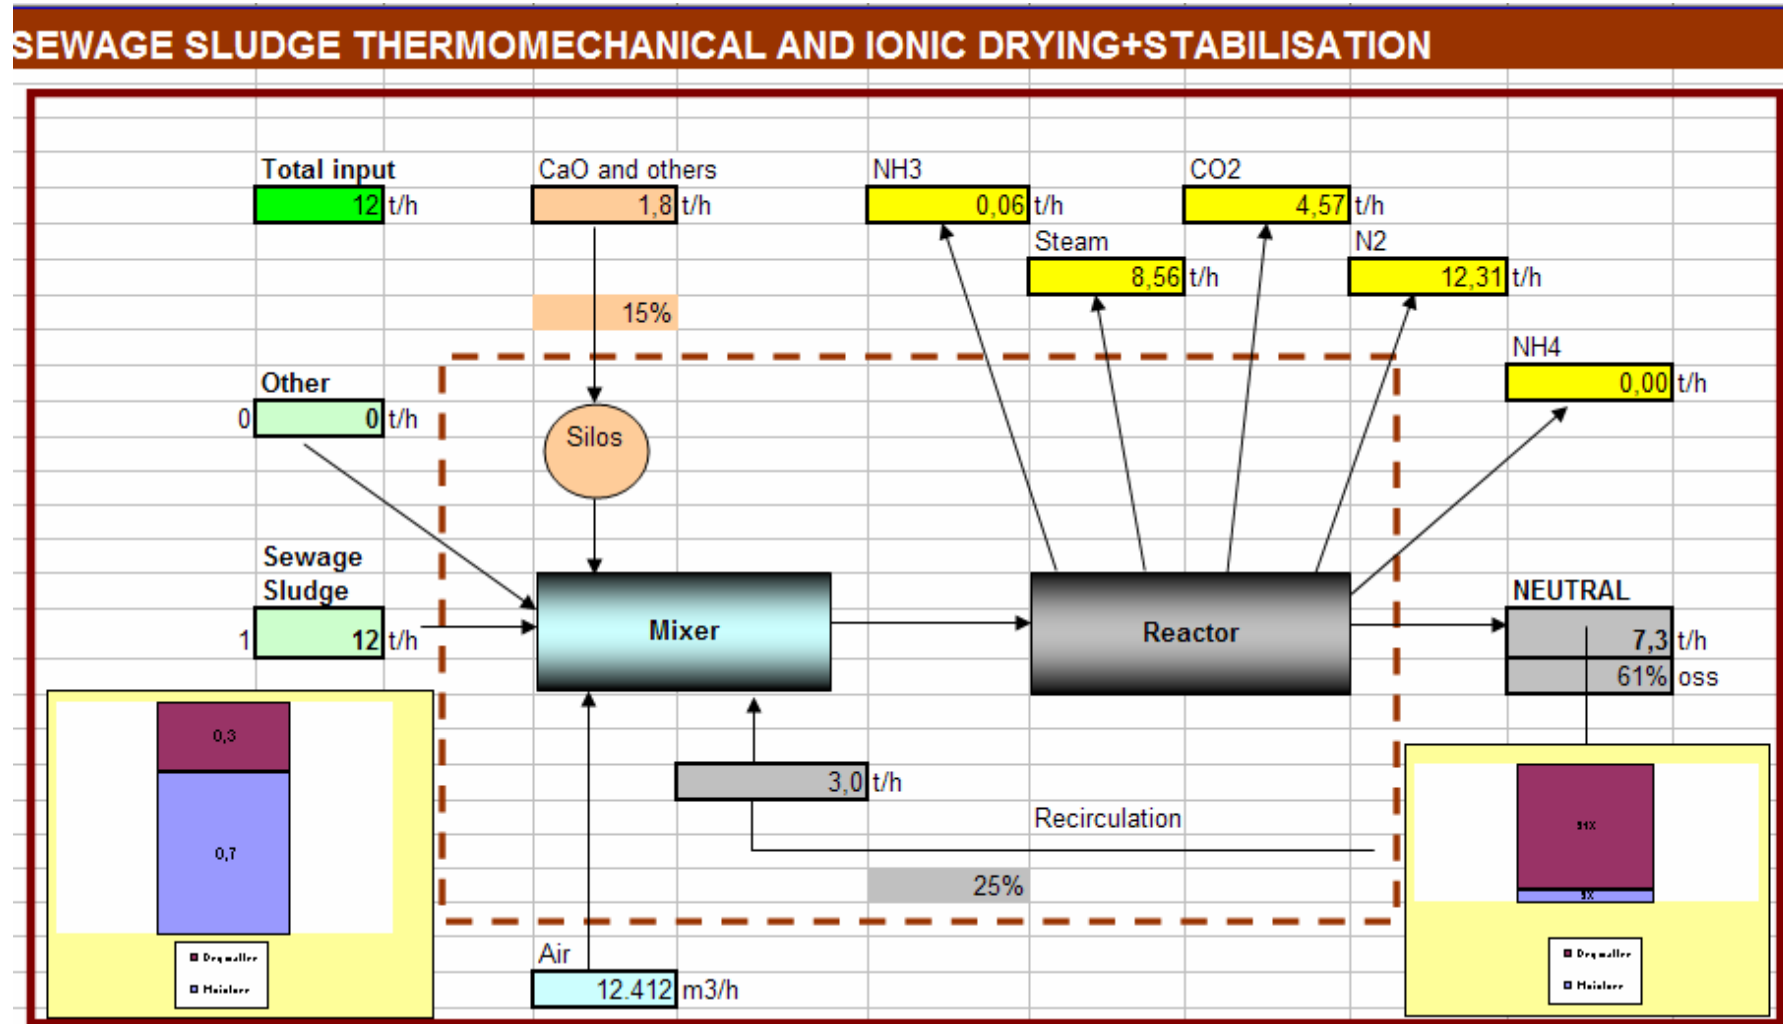 SEWAGE SLUDGE THERMOMECHANICAL AND IONIC DRYING+STABILISATION
Total input
12 t/h
CaO and others
1,8 t/h
NH3
0,06 t/h
CO2
4,57 t/h
Steam
8,56 t/h
N2
12,31 t/h
15%
NH4
0,00 t/h
Other
0 0 t/h
Silos
Sewage
Sludge
1 12 t/h
Mixer
Reactor
NEUTRAL
7,3 t/h
61% oss
0,3
0,7
3,0 t/h
Recirculation
25%
Air
12.412 m3/h